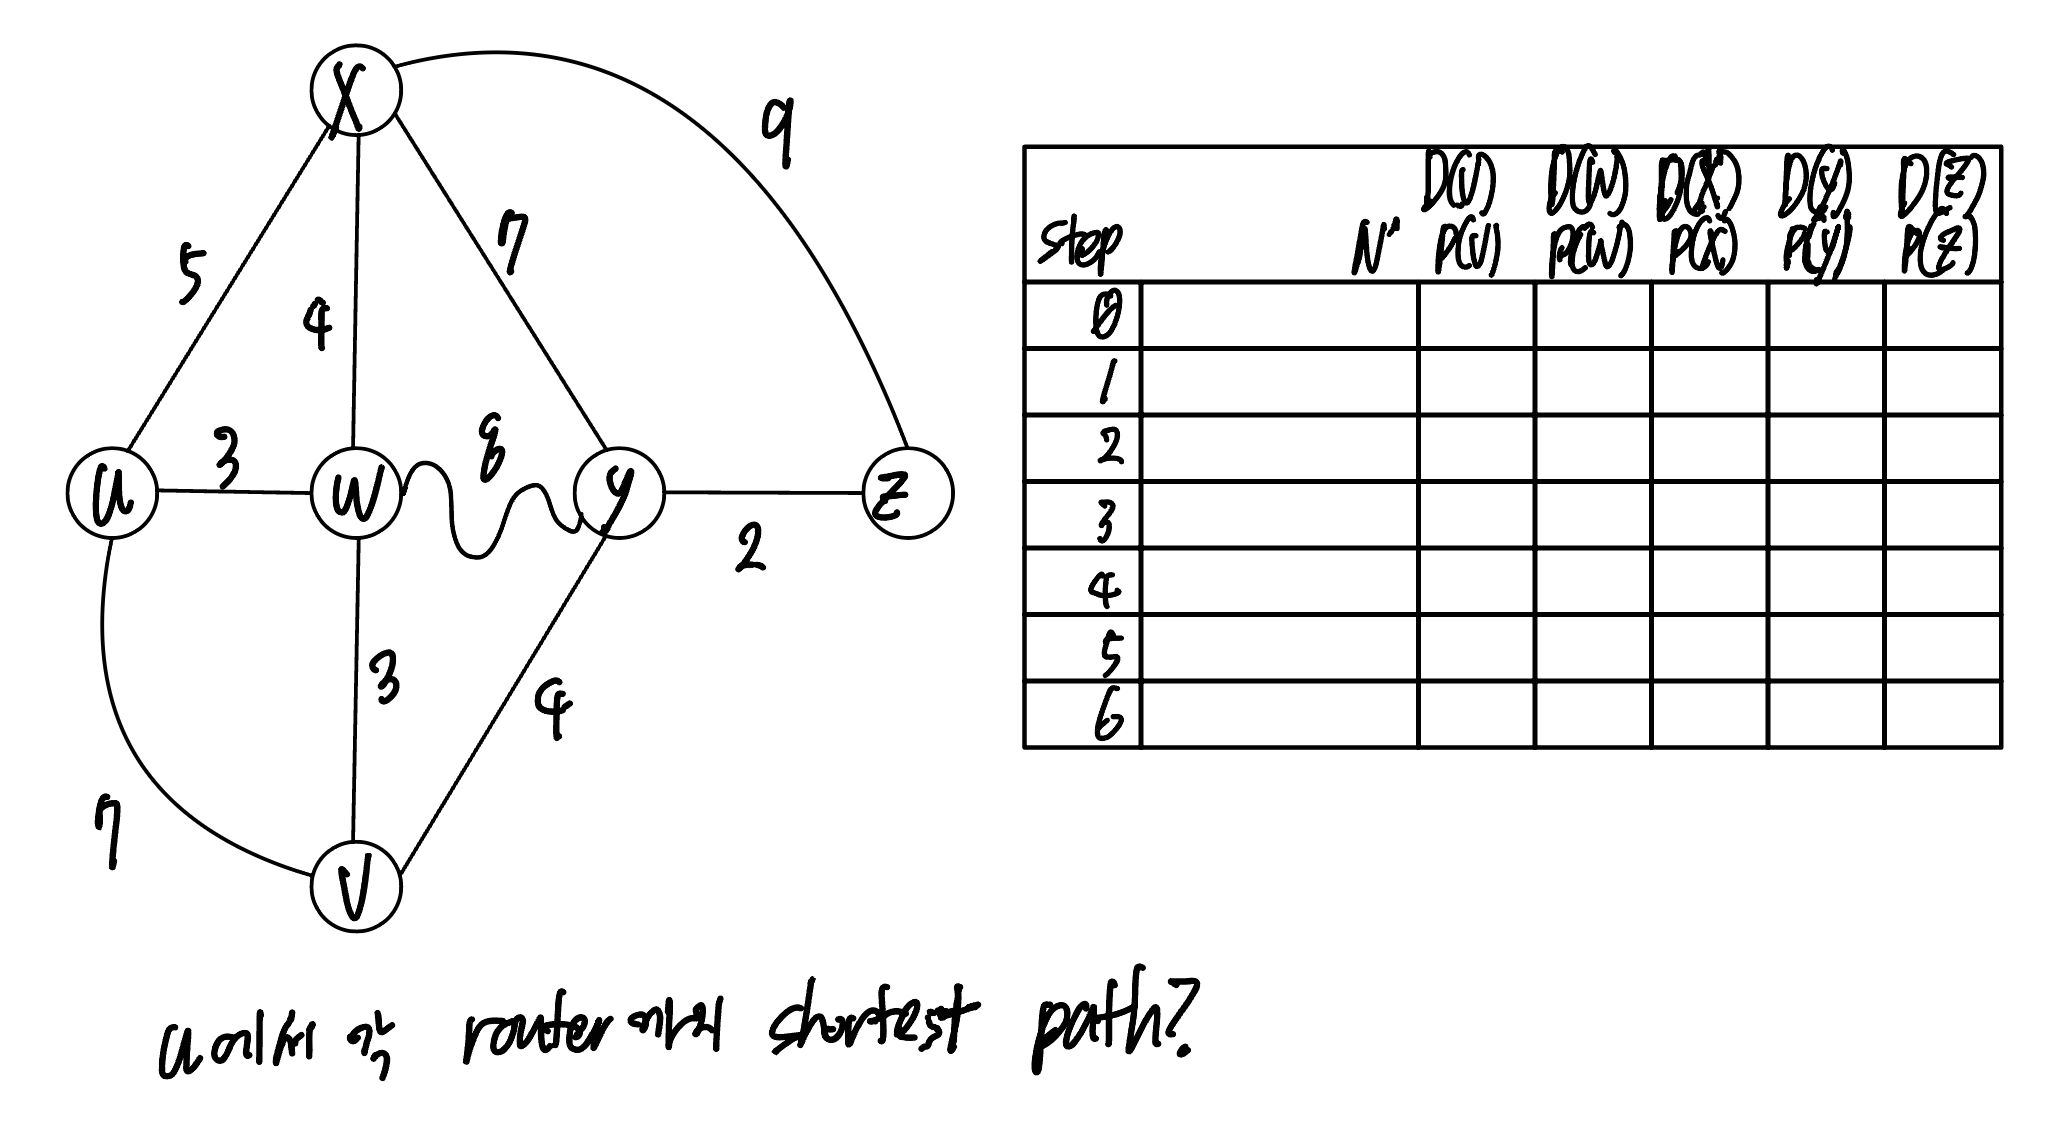 X
9
5
4
7
u
3
w
8
y
2
z
3
4
7
V
Step N" D(v) P(v) D(w) P(w) D(x) P(x) D(y) P(y) D(z) P(z)
0
1
2
3
4
5
6
u에서 각 router까지 shortest path?